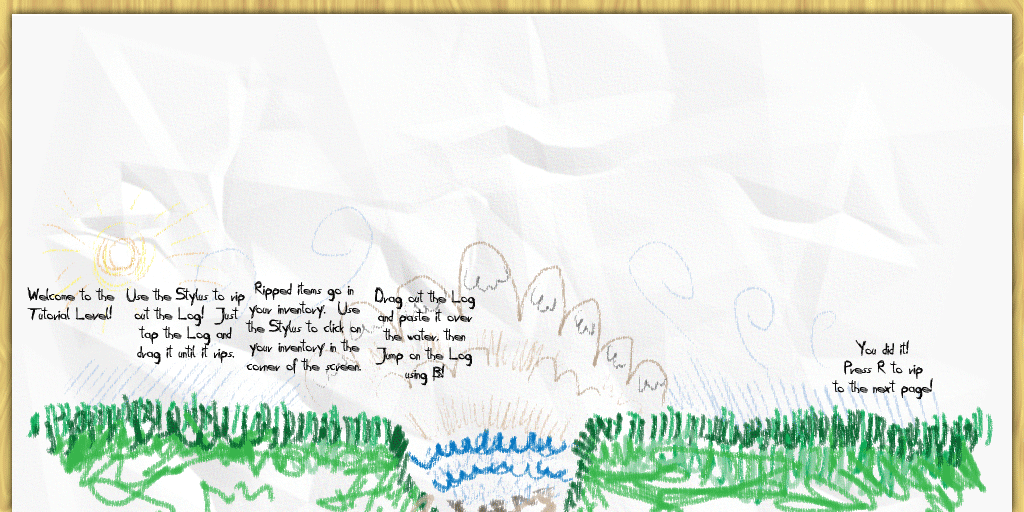 Welcome to the
Tutorial Level!
Use the Stylus to rip
out the Log! Just
tap the Log and
drag it until it rips.
Ripped items go in
your inventory. Use
the Stylus to click on
your inventory in the
corner of the screen.
Drag out the Log
and paste it over
the water, then
Jump on the Log
using B!
You did it!
Press R to rip
to the next page!